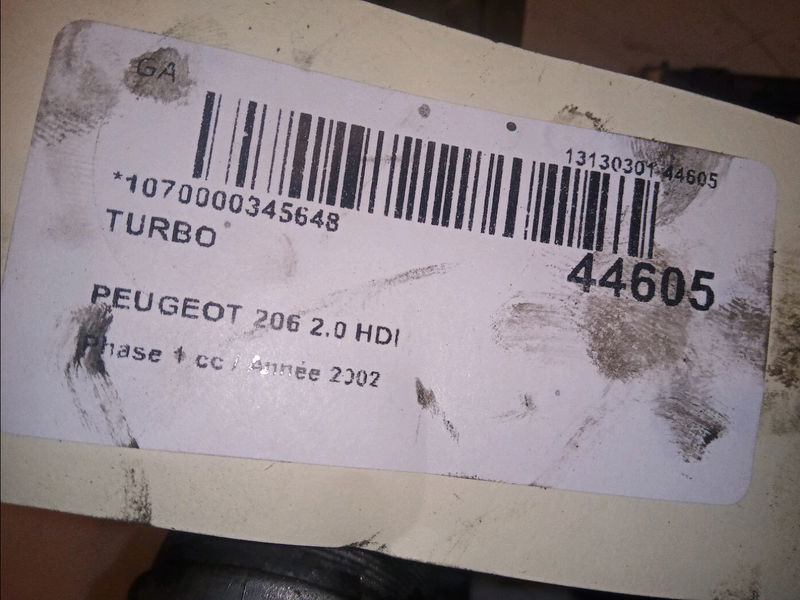 GA
13130301-44605
*1070000345648
TURBO
44605
PEUGEOT 206 2.0 HDI
Phase 1 cc / Année 2002